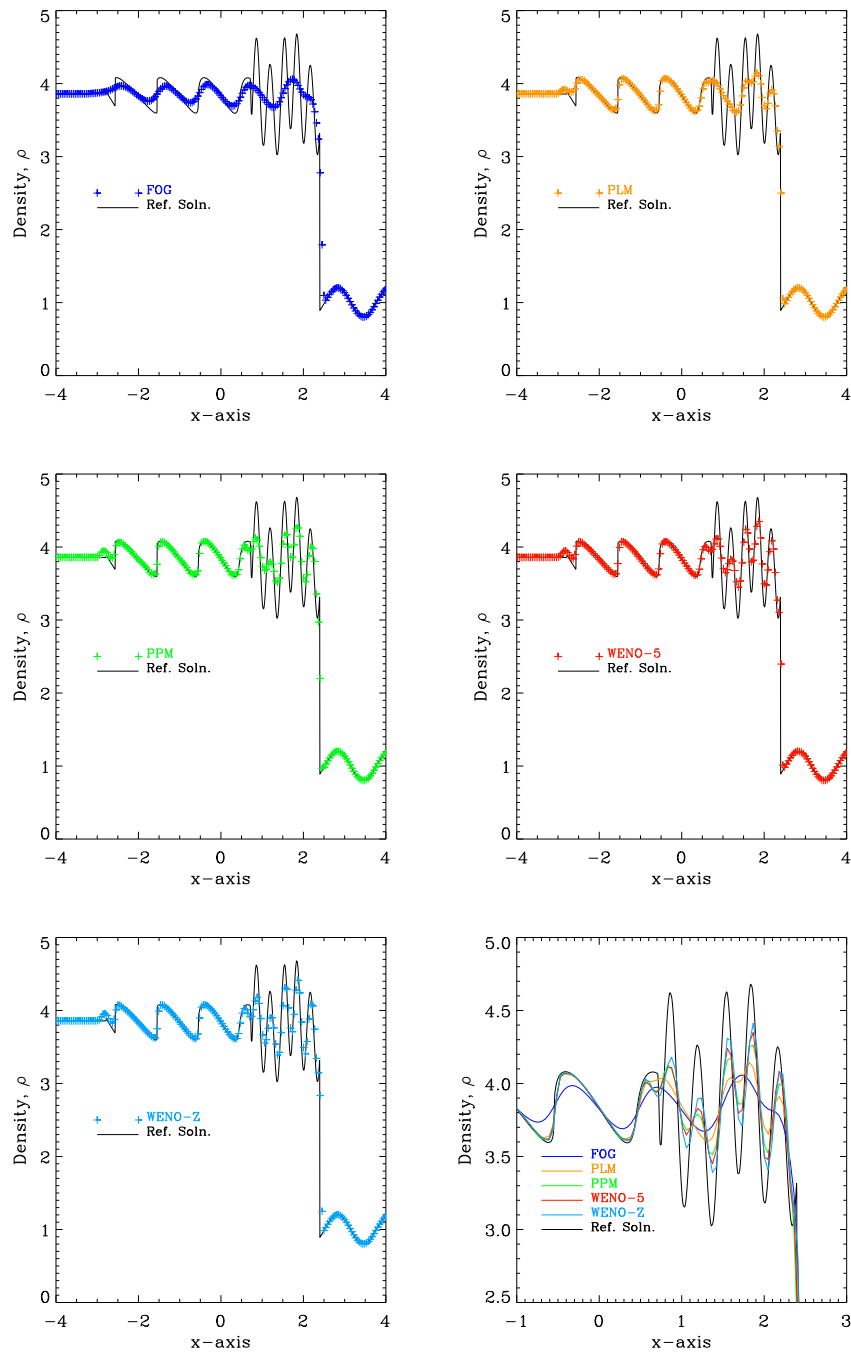 5
4
3
2
1
0
Density, ρ
FOG
Ref. Soln.
−4
−2
0
2
4
x−axis
5
4
3
2
1
0
Density, ρ
PLM
Ref. Soln.
−4
−2
0
2
4
x−axis
5
4
3
2
1
0
Density, ρ
PPM
Ref. Soln.
−4
−2
0
2
4
x−axis
5
4
3
2
1
0
Density, ρ
WENO−5
Ref. Soln.
−4
−2
0
2
4
x−axis
5
4
3
2
1
0
Density, ρ
WENO−Z
Ref. Soln.
−4
−2
0
2
4
x−axis
5.0
4.5
4.0
3.5
3.0
2.5
Density, ρ
FOG
PLM
PPM
WENO−5
WENO−Z
Ref. Soln.
−1
0
1
2
3
x−axis